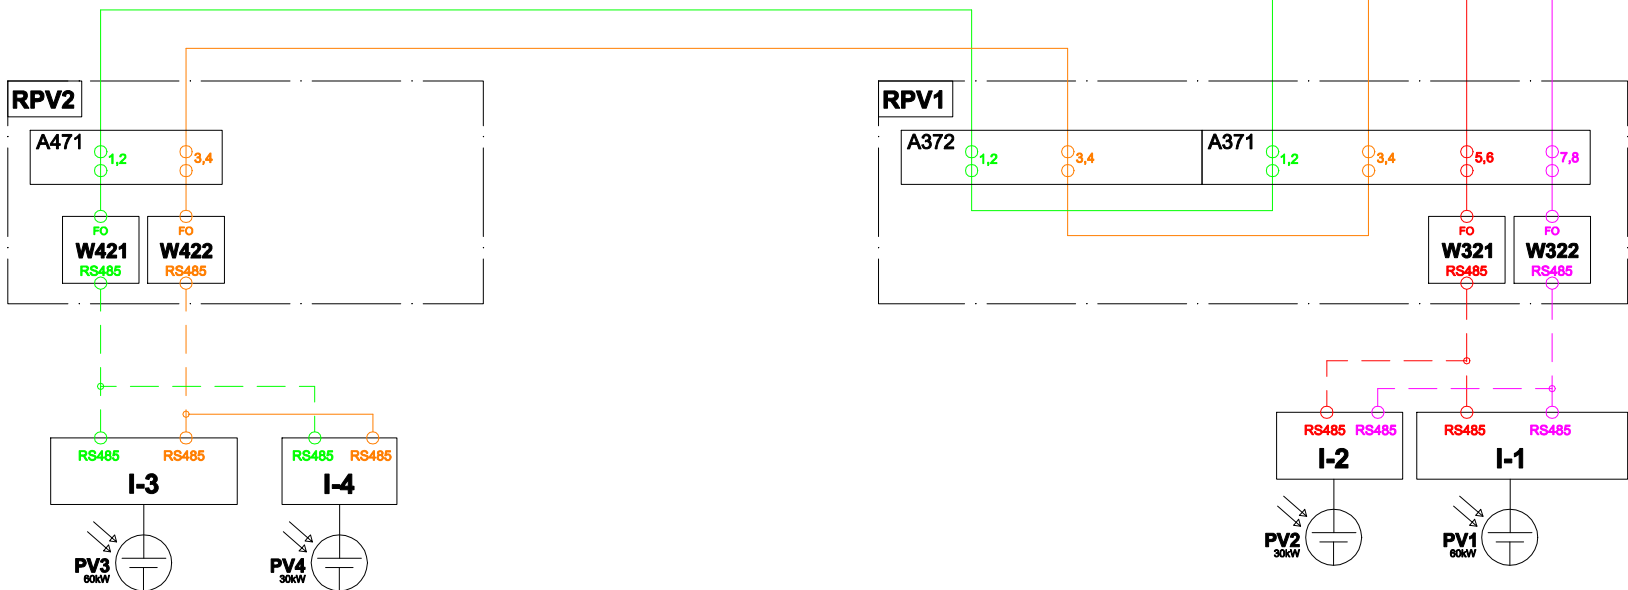 RPV2
A471
1,2
3,4
FO
W421
RS485
FO
W422
RS485
RPV1
A372
1,2
3,4
A371
1,2
3,4
5,6
7,8
FO
W321
RS485
FO
W322
RS485
RS485
RS485
I-3
PV3
60kW
RS485
RS485
I-4
PV4
30kW
RS485
RS485
I-2
PV2
30kW
RS485
RS485
I-1
PV1
60kW